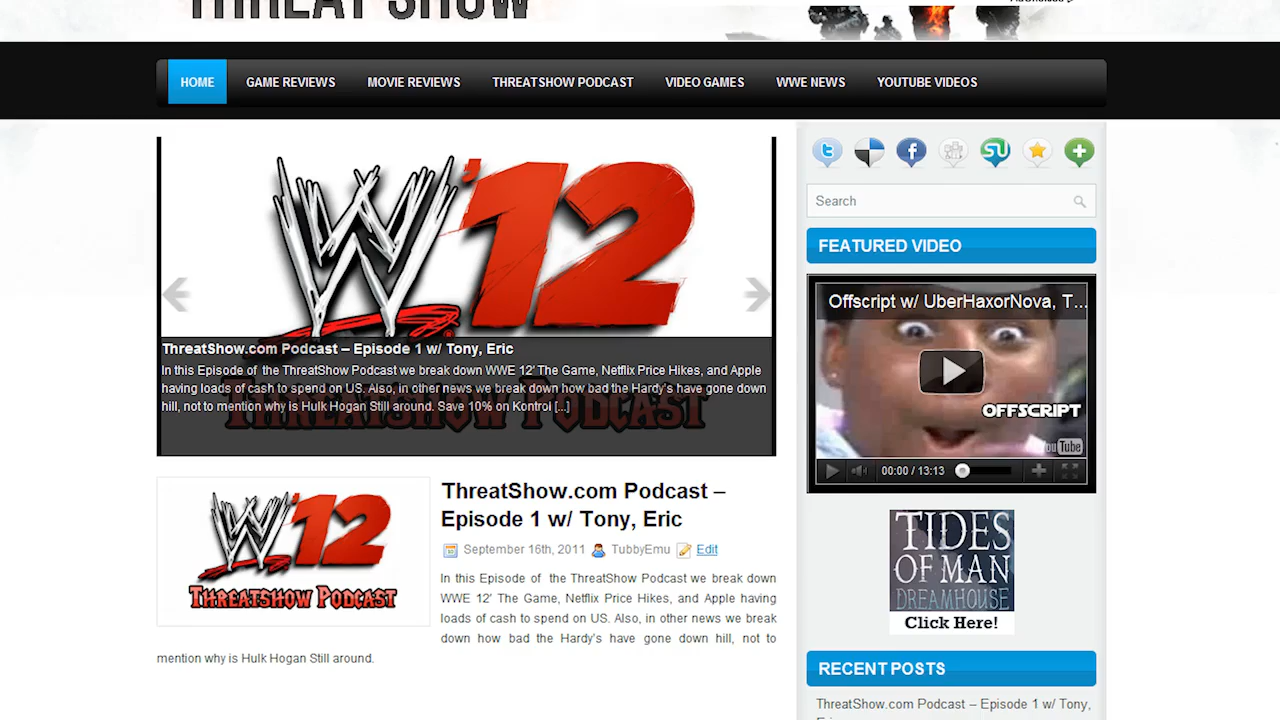 THREAT SHOW
HOME
GAME REVIEWS
MOVIE REVIEWS
THREATSHOW PODCAST
VIDEO GAMES
WWE NEWS
YOUTUBE VIDEOS
W'12
ThreatShow.com Podcast – Episode 1 w/ Tony, Eric
In this Episode of the ThreatShow Podcast we break down WWE 12′ The Game, Netflix Price Hikes, and Apple
having loads of cash to spend on US. Also, in other news we break down how bad the Hardy's have gone down
hill, not to mention why is Hulk Hogan Still around. Save 10% on Kontrol [...]
Threatshow Podcast
W'12
Threatshow Podcast
ThreatShow.com Podcast –
Episode 1 w/ Tony, Eric
September 16th, 2011 TubbyEmu Edit
In this Episode of the ThreatShow Podcast we break down
WWE 12′ The Game, Netflix Price Hikes, and Apple having
loads of cash to spend on US. Also, in other news we break
down how bad the Hardy's have gone down hill, not to
mention why is Hulk Hogan Still around.
Search
FEATURED VIDEO
Offscript w/ UberHaxorNova, T...
OFFSCRIPT
YouTube
00:00 / 13:13
TIDES
OF MAN
DREAMHOUSE
Click Here!
RECENT POSTS
ThreatShow.com Podcast – Episode 1 w/ Tony,